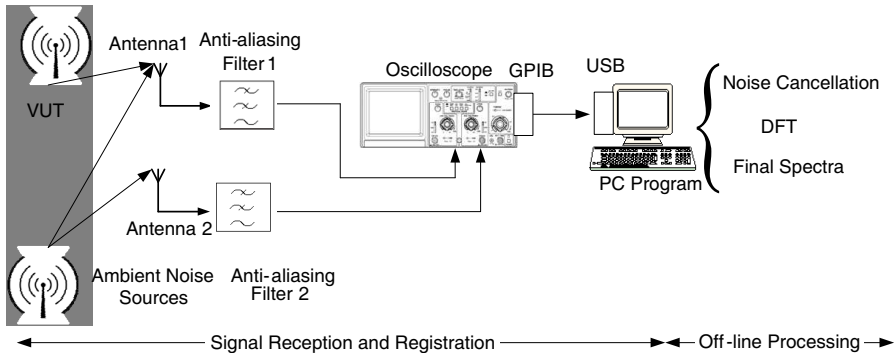 Antenna1
Anti-aliasing
Filter 1
Oscilloscope
GPIB
USB
VUT
Noise Cancellation
DFT
Final Spectra
PC Program
Antenna 2
Ambient Noise
Sources
Anti-aliasing
Filter 2
Signal Reception and Registration
Off-line Processing